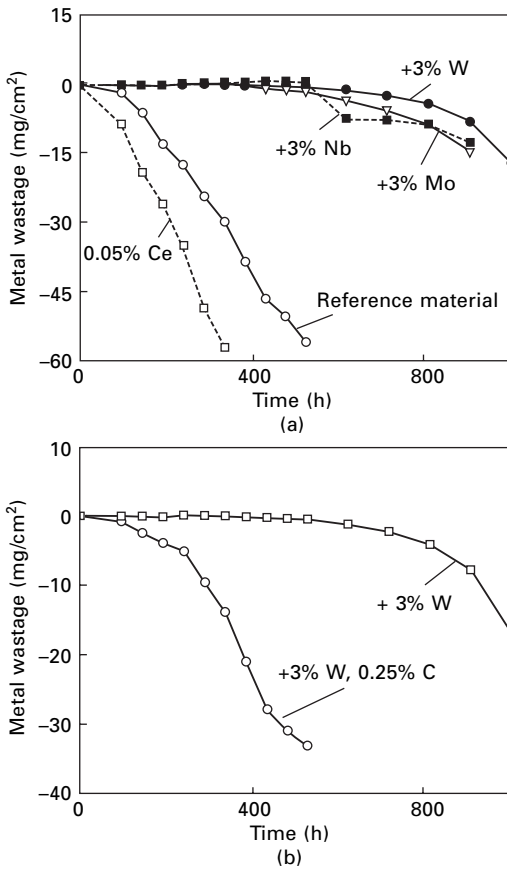 15
0
−15
−30
−45
−60
Metal wastage (mg/cm²)
+3% W
+3% Nb
+3% Mo
0.05% Ce
Reference material
0
400
800
Time (h)
(a)
10
0
−10
−20
−30
−40
Metal wastage (mg/cm²)
+ 3% W
+3% W, 0.25% C
0
400
800
Time (h)
(b)